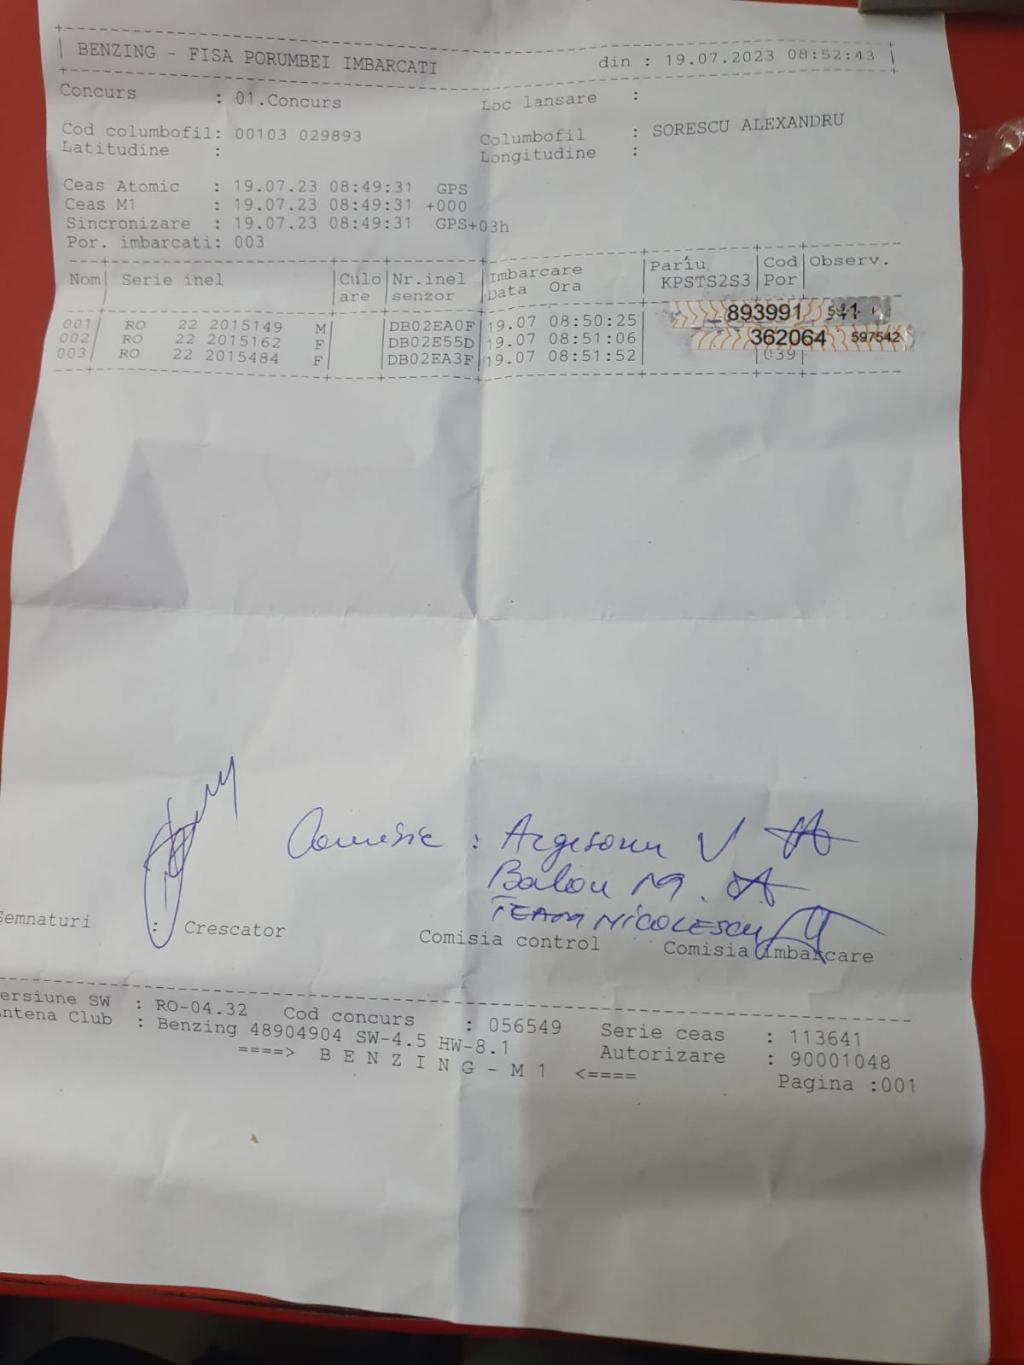 BENZING - FISA PORUMBEI IMBARCATI din : 19.07.2023 08:52:43
Concurs : 01.Concurs Loc lansare :
Cod columbofil: 00103 029893 Columbofil : SORESCU ALEXANDRU
Latitudine : Longitudine :
Ceas Atomic : 19.07.23 08:49:31 GPS
Ceas M1 : 19.07.23 08:49:31 +000
Sincronizare : 19.07.23 08:49:31 GPS+03h
Por. imbarcati: 003
Nom| Serie inel |Culo|Nr.inel |Imbarcare |Pariu |Cod|Observ.
are |senzor |Data Ora | KPSTS2S3|Por|
001| RO 22 2015149 M| |DB02EA0F|19.07 08:50:25| 893991
002| RO 22 2015162 F| |DB02E55D|19.07 08:51:06| 362064 597542
003| RO 22 2015484 F| |DB02EA3F|19.07 08:51:52| |039|
Comisie : Argesanu V
Balou M.
TEAM NICOLESCU
Semnaturi : Crescator Comisia control Comisia imbarcare
ersiune SW : RO-04.32 Cod concurs : 056549 Serie ceas : 113641
ntena Club : Benzing 48904904 SW-4.5 HW-8.1 Autorizare : 90001048
====> B E N Z I N G - M 1 <==== Pagina :001